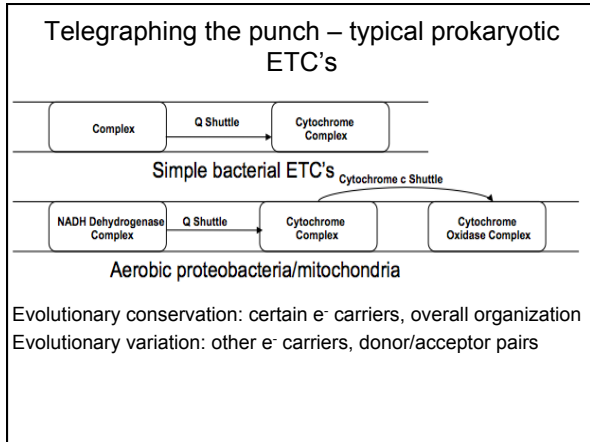 Telegraphing the punch – typical prokaryotic
ETC's
Complex
Q Shuttle
Cytochrome
Complex
Simple bacterial ETC's
Cytochrome c Shuttle
NADH Dehydrogenase
Complex
Q Shuttle
Cytochrome
Complex
Cytochrome
Oxidase Complex
Aerobic proteobacteria/mitochondria
Evolutionary conservation: certain e⁻ carriers, overall organization
Evolutionary variation: other e⁻ carriers, donor/acceptor pairs